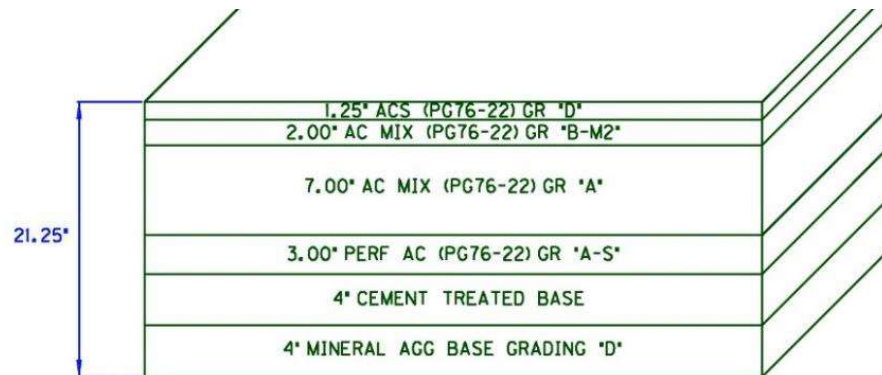 1.25" ACS (PG76-22) GR "D"
2.00" AC MIX (PG76-22) GR "B-M2"
7.00" AC MIX (PG76-22) GR "A"
21.25"
3.00" PERF AC (PG76-22) GR "A-S"
4" CEMENT TREATED BASE
4" MINERAL AGG BASE GRADING "D"